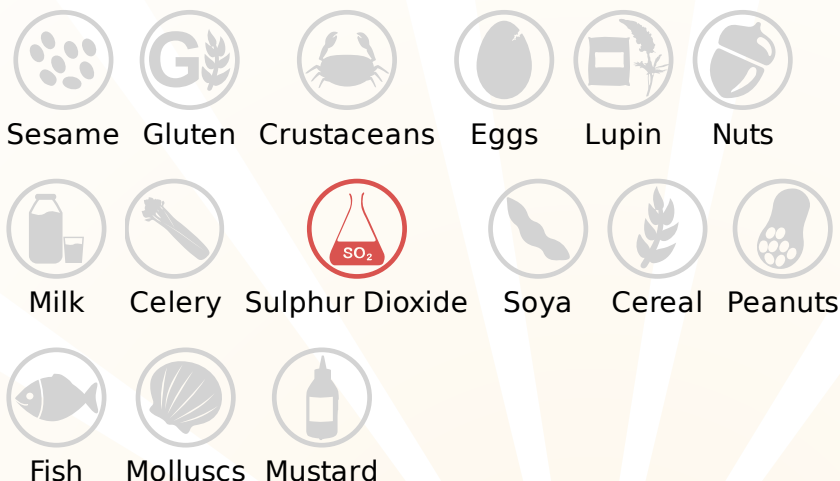 G
Sesame Gluten Crustaceans Eggs Lupin Nuts
SO₂
Milk Celery Sulphur Dioxide Soya Cereal Peanuts
Fish Molluscs Mustard